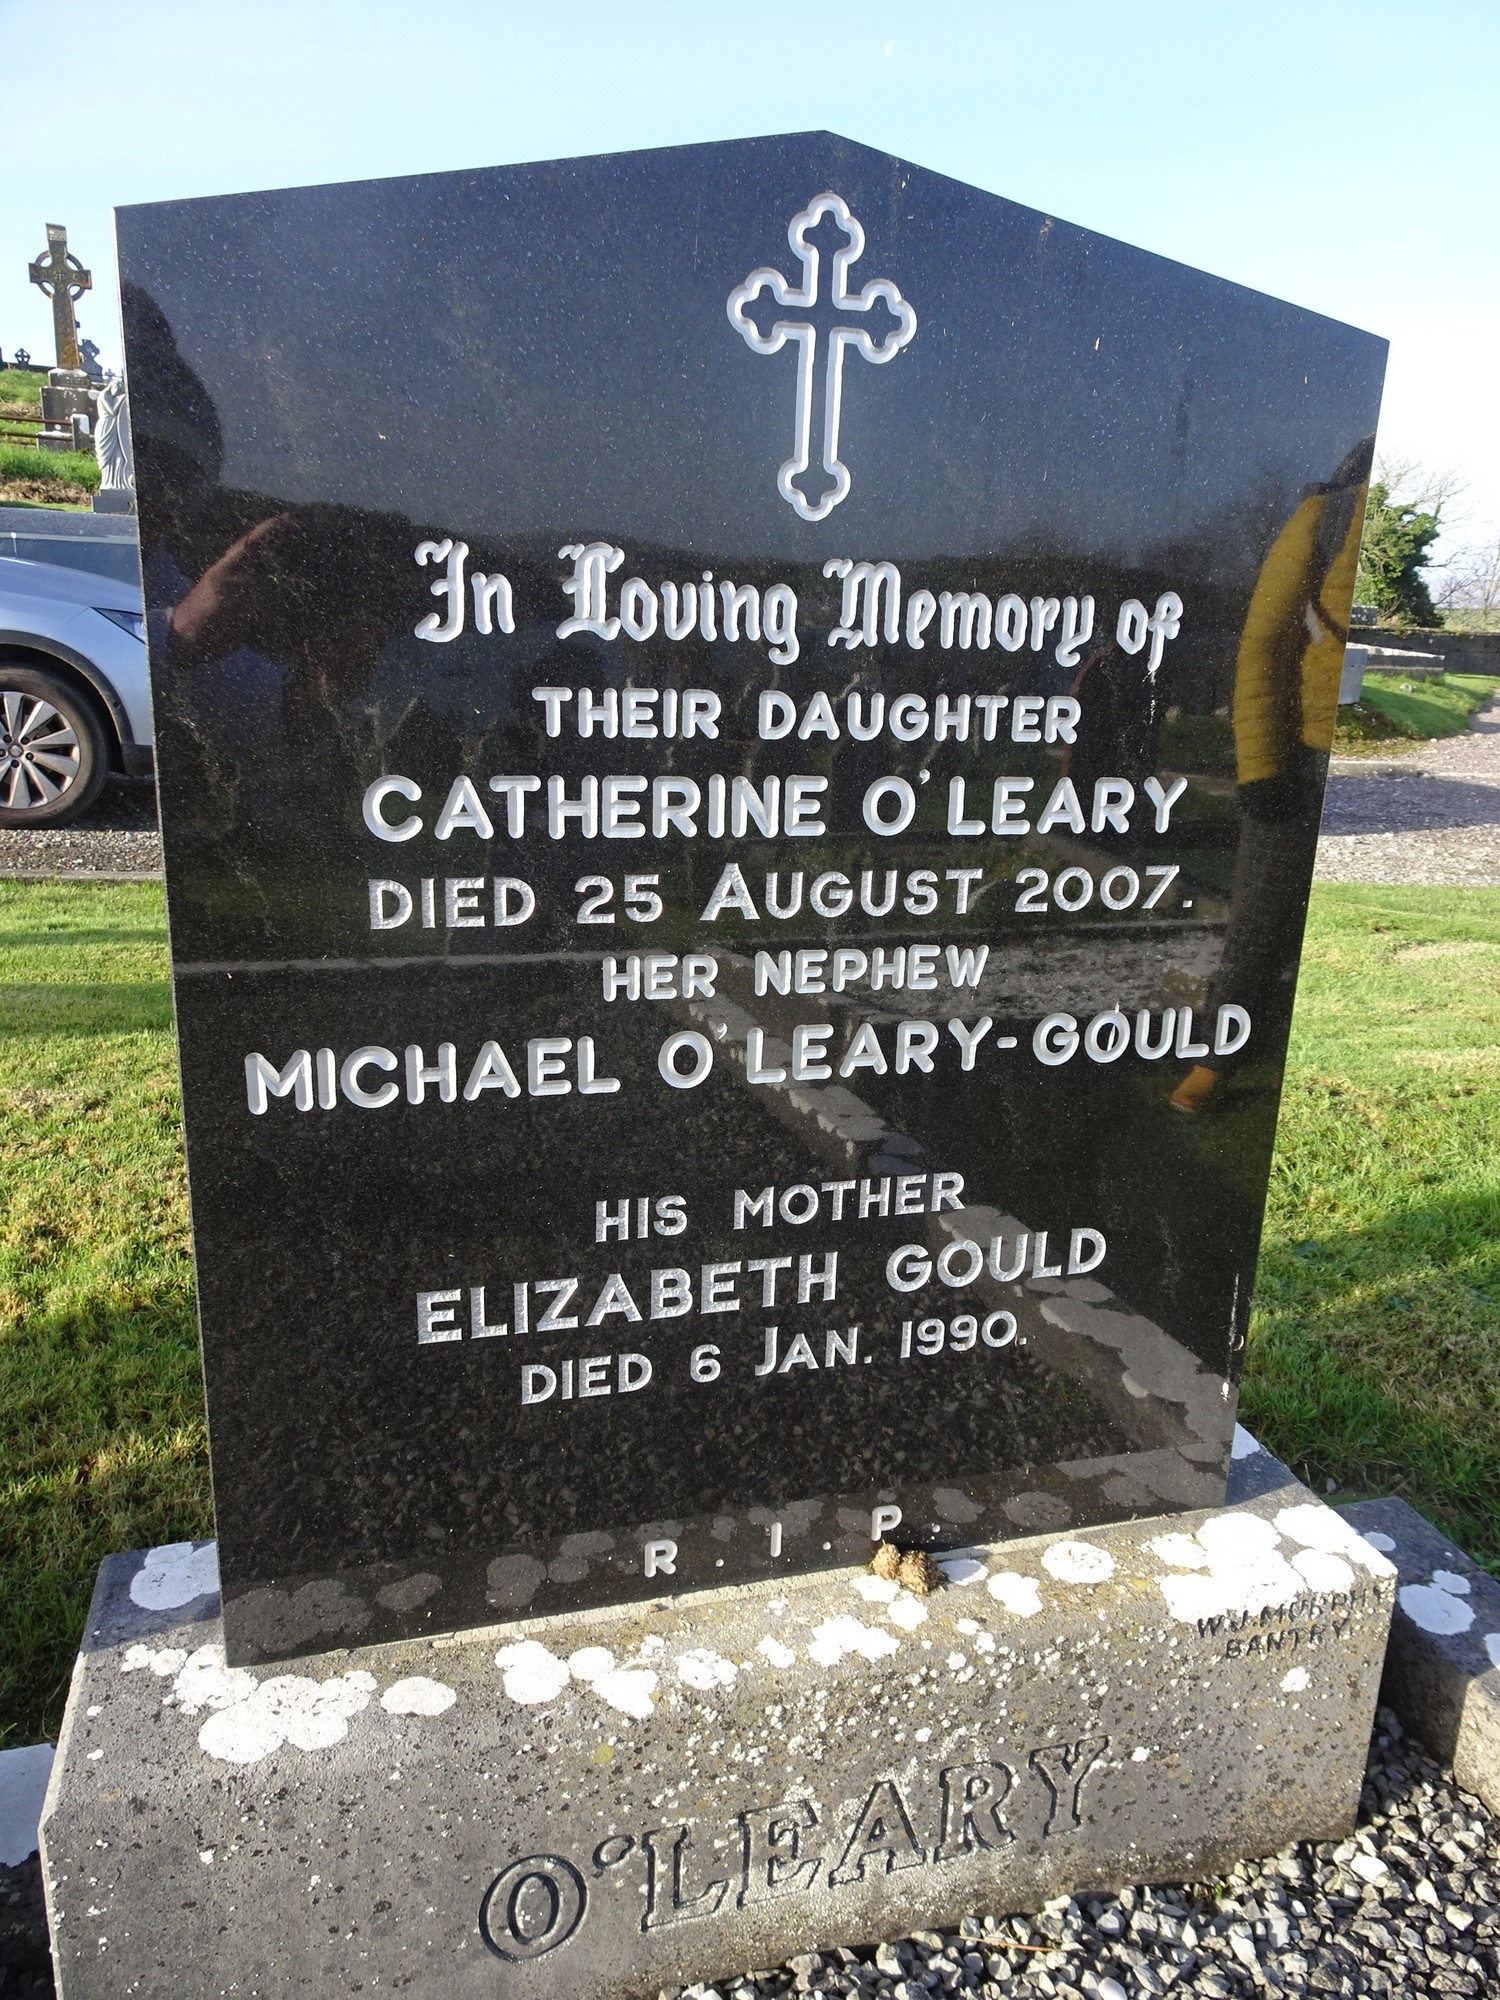 In Loving Memory of
THEIR DAUGHTER
CATHERINE O'LEARY
DIED 25 AUGUST 2007.
HER NEPHEW
MICHAEL O'LEARY-GOULD
HIS MOTHER
ELIZABETH GOULD
DIED 6 JAN. 1990.
R.I.P.
W.J.MURPHY
BANTRY.
O'LEARY